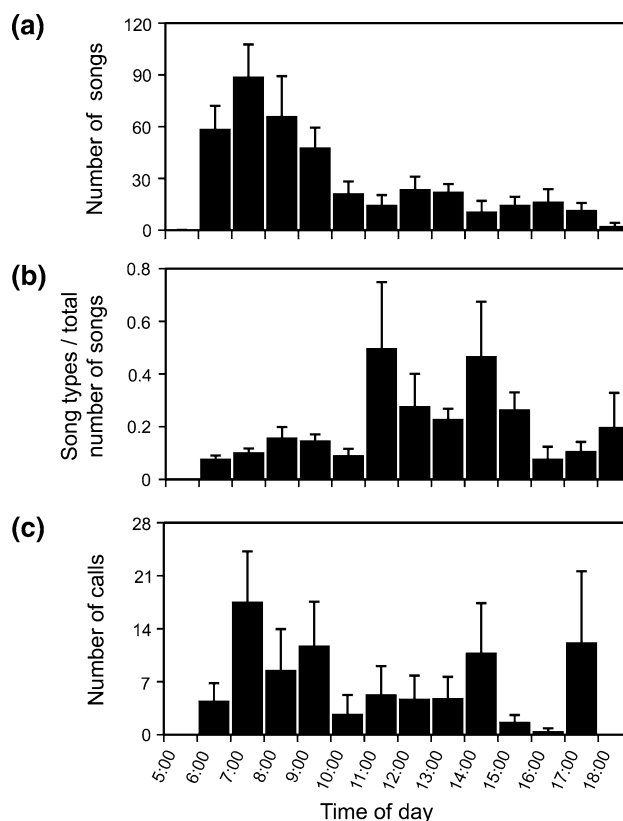 (a)
Number of songs
120
90
60
30
0
(b)
Song types / total
number of songs
0.8
0.6
0.4
0.2
0
(c)
Number of calls
28
21
14
7
0
5:00 6:00 7:00 8:00 9:00 10:00 11:00 12:00 13:00 14:00 15:00 16:00 17:00 18:00
Time of day